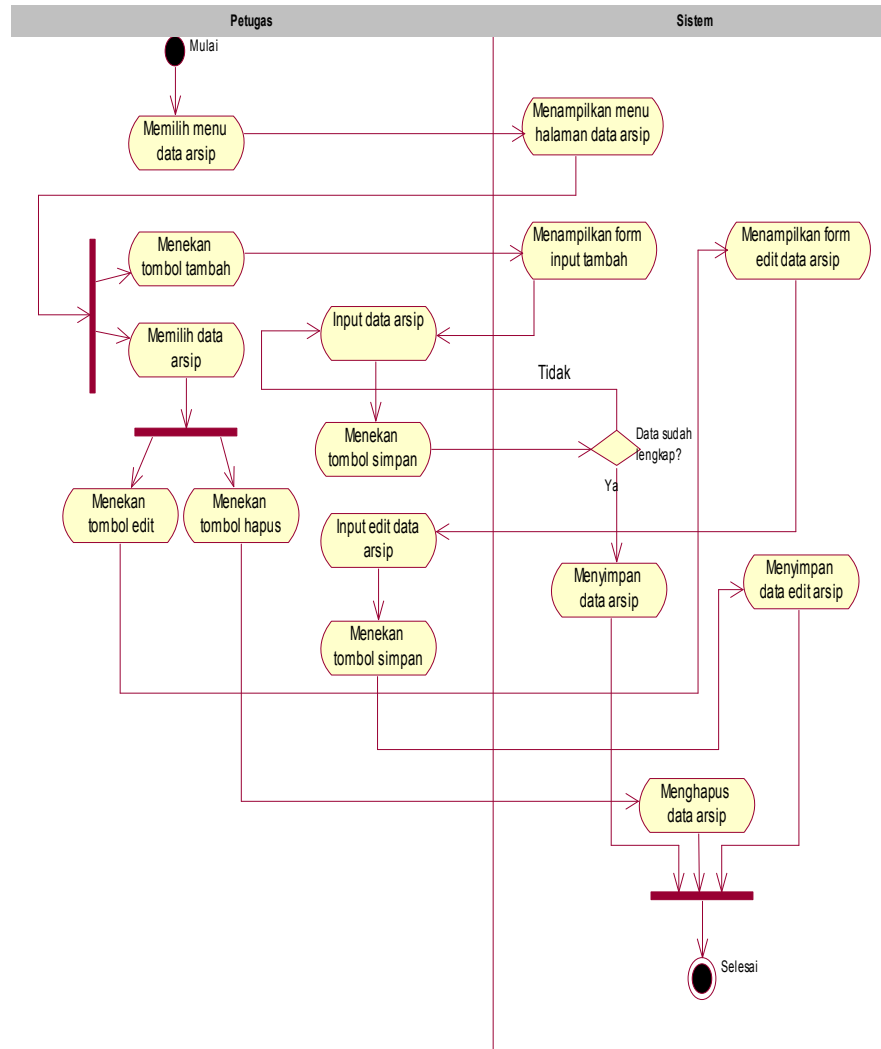 Petugas
Sistem
Mulai
Memilih menu
data arsip
Menampilkan menu
halaman data arsip
Menekan
tombol tambah
Menampilkan form
input tambah
Menampilkan form
edit data arsip
Memilih data
arsip
Input data arsip
Tidak
Menekan
tombol simpan
Data sudah
lengkap?
Ya
Menekan
tombol edit
Menekan
tombol hapus
Input edit data
arsip
Menyimpan
data arsip
Menyimpan
data edit arsip
Menekan
tombol simpan
Menghapus
data arsip
Selesai